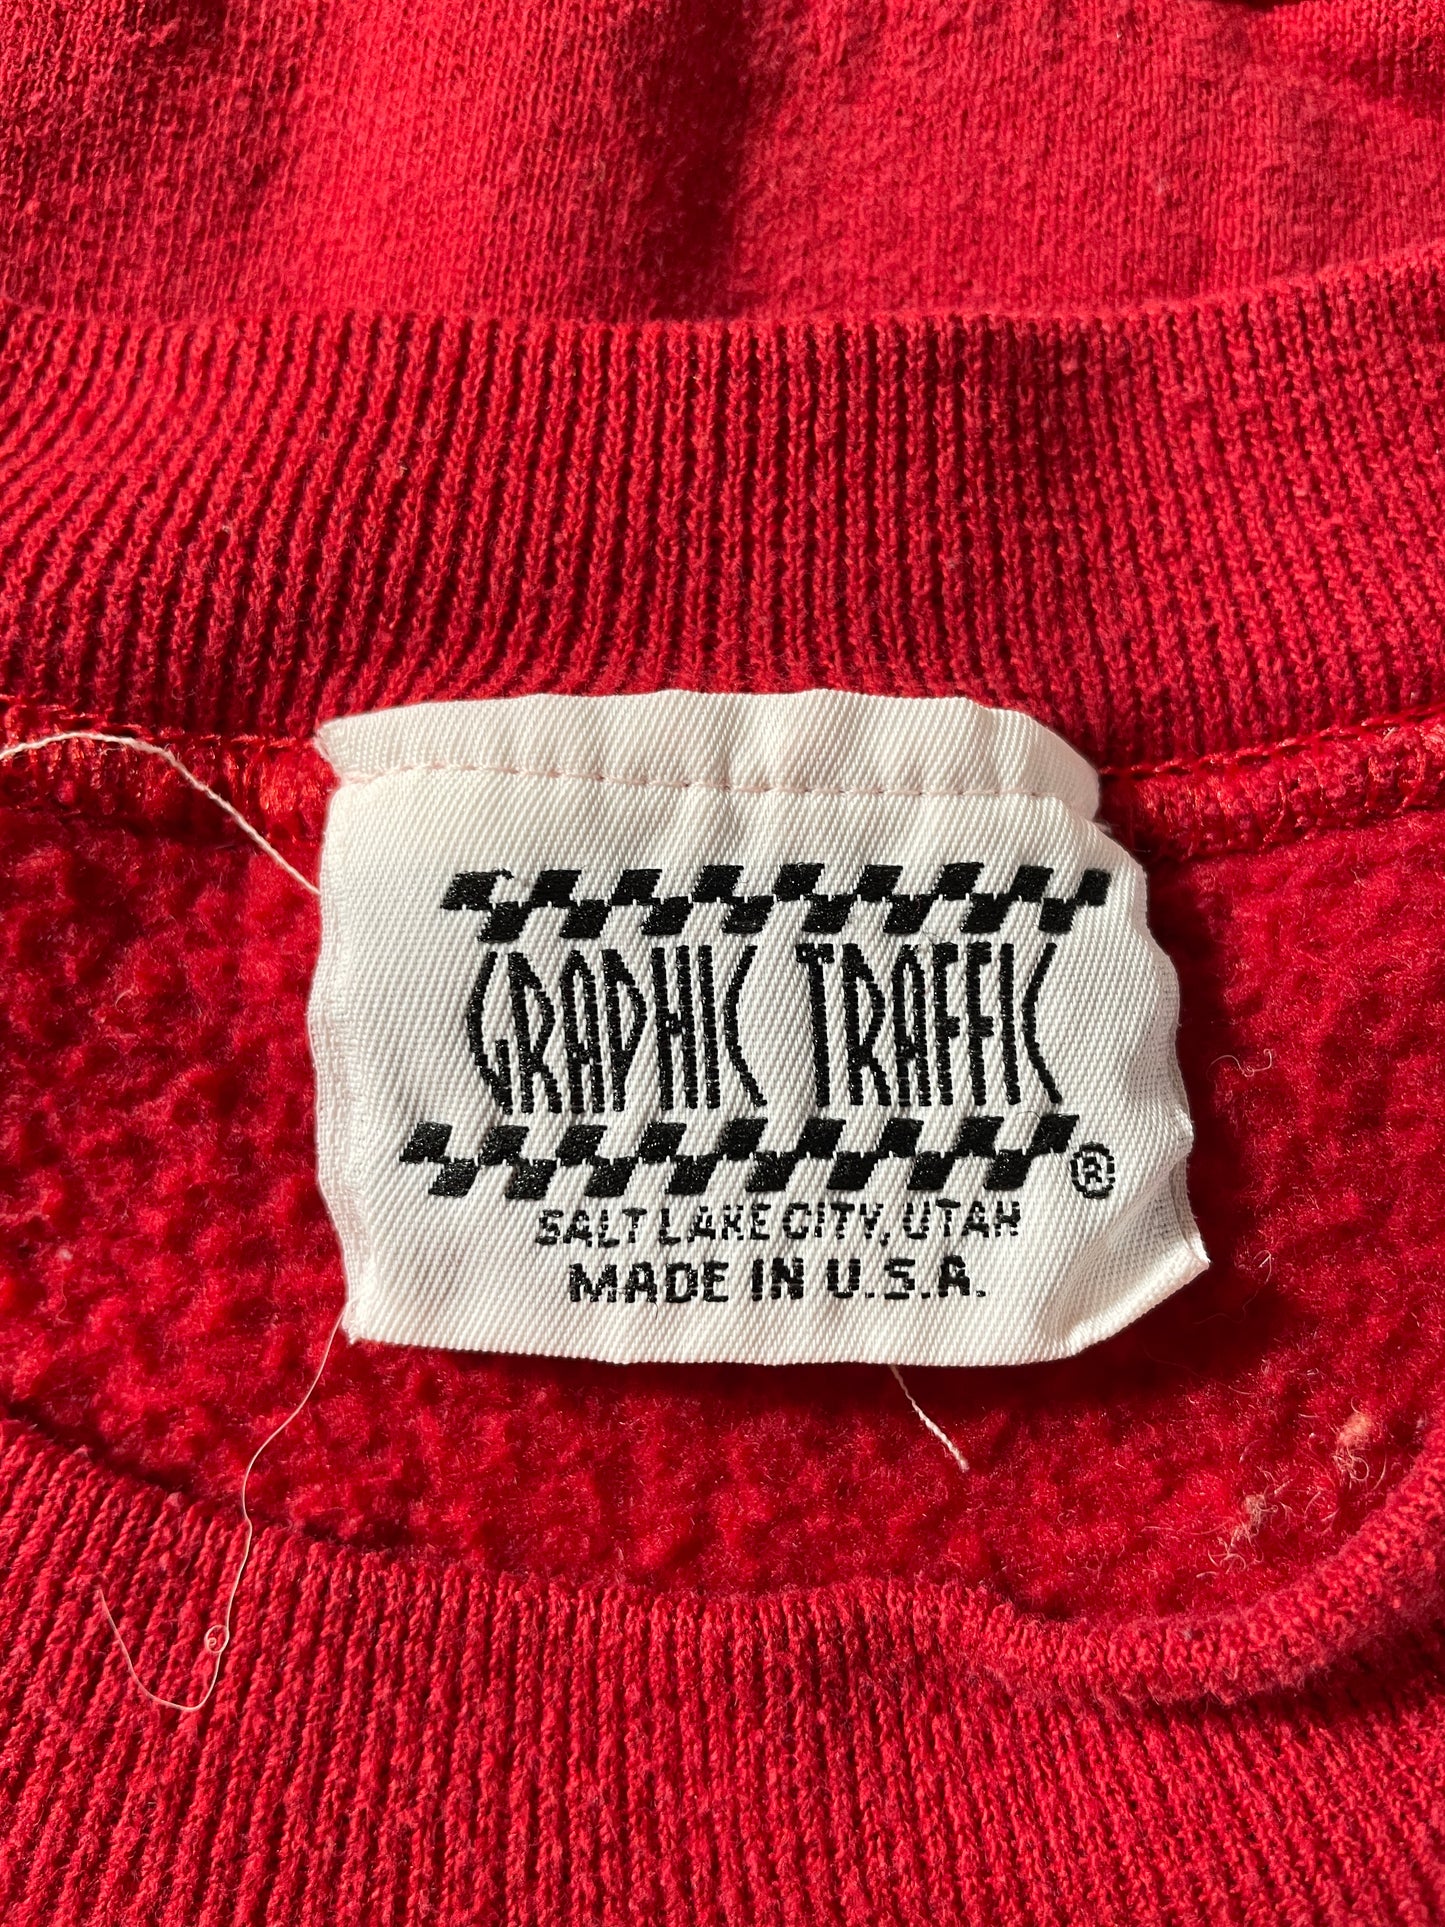 GRAPHIC TRAFFIC
®
SALT LAKE CITY, UTAH
MADE IN U.S.A.